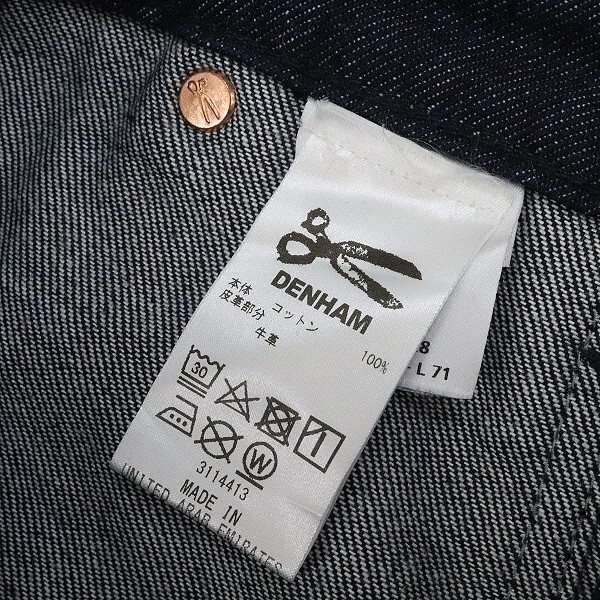 DENHAM
本体 コットン 100%
皮革部分 牛革
30
W
3114413
MADE IN
UNITED ARAB EMIRATES
8
L 71